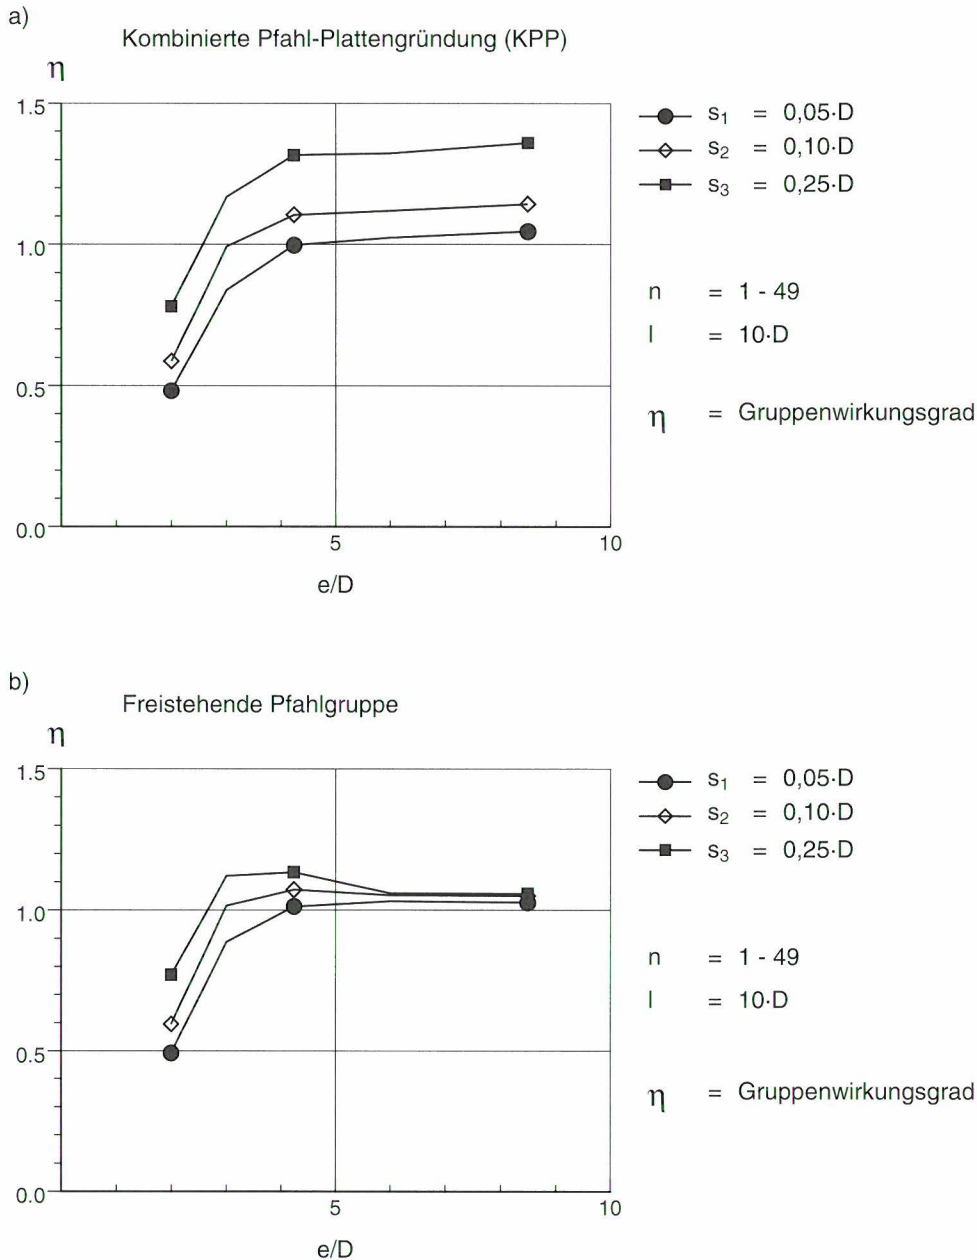 a)
Kombinierte Pfahl-Plattengründung (KPP)
η
1.5
1.0
0.5
0.0
5
10
e/D
s₁ = 0,05·D
s₂ = 0,10·D
s₃ = 0,25·D
n = 1 - 49
l = 10·D
η = Gruppenwirkungsgrad
b)
Freistehende Pfahlgruppe
η
1.5
1.0
0.5
0.0
5
10
e/D
s₁ = 0,05·D
s₂ = 0,10·D
s₃ = 0,25·D
n = 1 - 49
l = 10·D
η = Gruppenwirkungsgrad